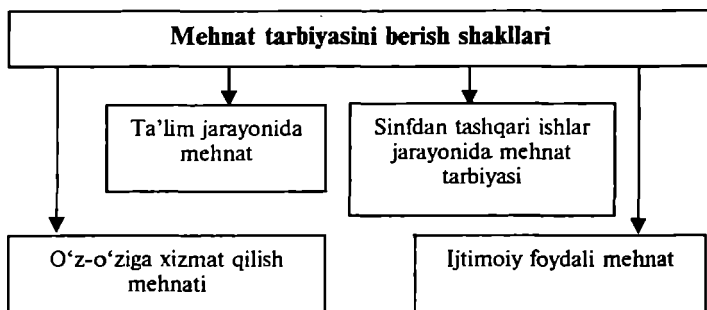 Mehnat tarbiyasini berish shakllari
Ta’lim jarayonida
mehnat
Sinfdan tashqari ishlar
jarayonida mehnat
tarbiyasi
O‘z-o‘ziga xizmat qilish
mehnati
Ijtimoiy foydali mehnat